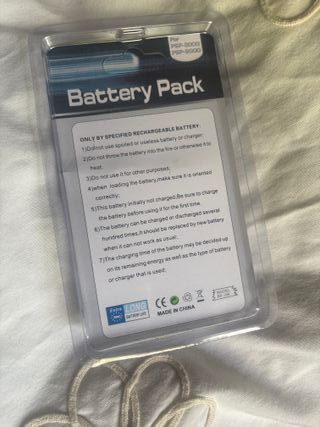 For
PSP-2000
PSP-3000
Battery Pack
ONLY BY SPECIFIED RECHARGEABLE BATTERY:
1)Do not use spoiled or useless battery or charger;
2)Do not throw the battery into the fire or otherwise to
heat;
3)Do not use it for other purposes;
4)when loading the battery,make sure it is oriented
correctly;
5)This battery initially not charged,Be sure to charge
the battery before using it for the first time.
6)The battery can be charged or discharged several
hundred times.It should be replaced by new battery
when it can not work as usual;
7)The charging time of the battery may be decided up
on its remaining energy as well as the type of battery
or charger that is used;
Extra
LONG
BATTERY LIFE
CE
MADE IN CHINA